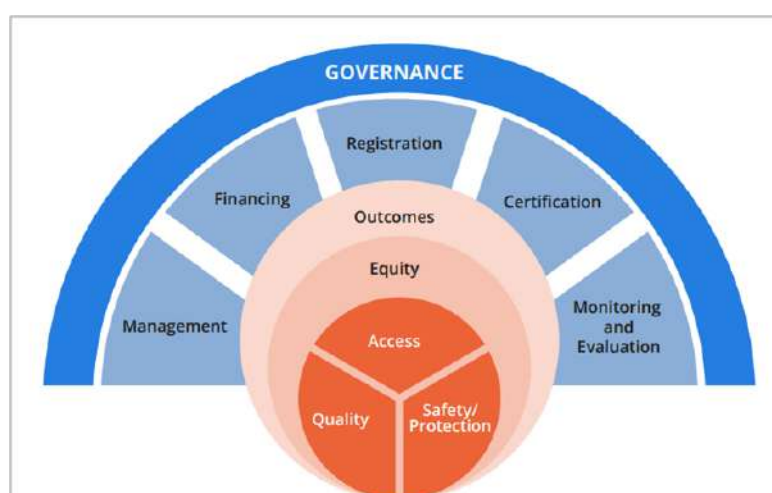 GOVERNANCE
Registration
Financing
Certification
Outcomes
Equity
Management
Monitoring
and
Evaluation
Access
Quality
Safety/
Protection